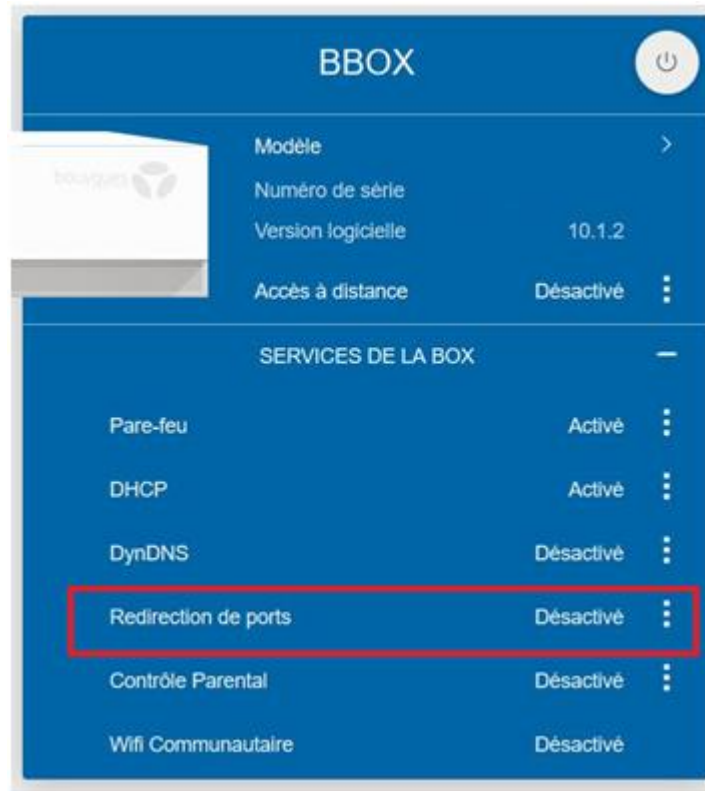 BBOX
bouygues
Modèle
Numéro de série
Version logicielle 10.1.2
Accès à distance Désactivé
SERVICES DE LA BOX
Pare-feu Activé
DHCP Activé
DynDNS Désactivé
Redirection de ports Désactivé
Contrôle Parental Désactivé
Wifi Communautaire Désactivé